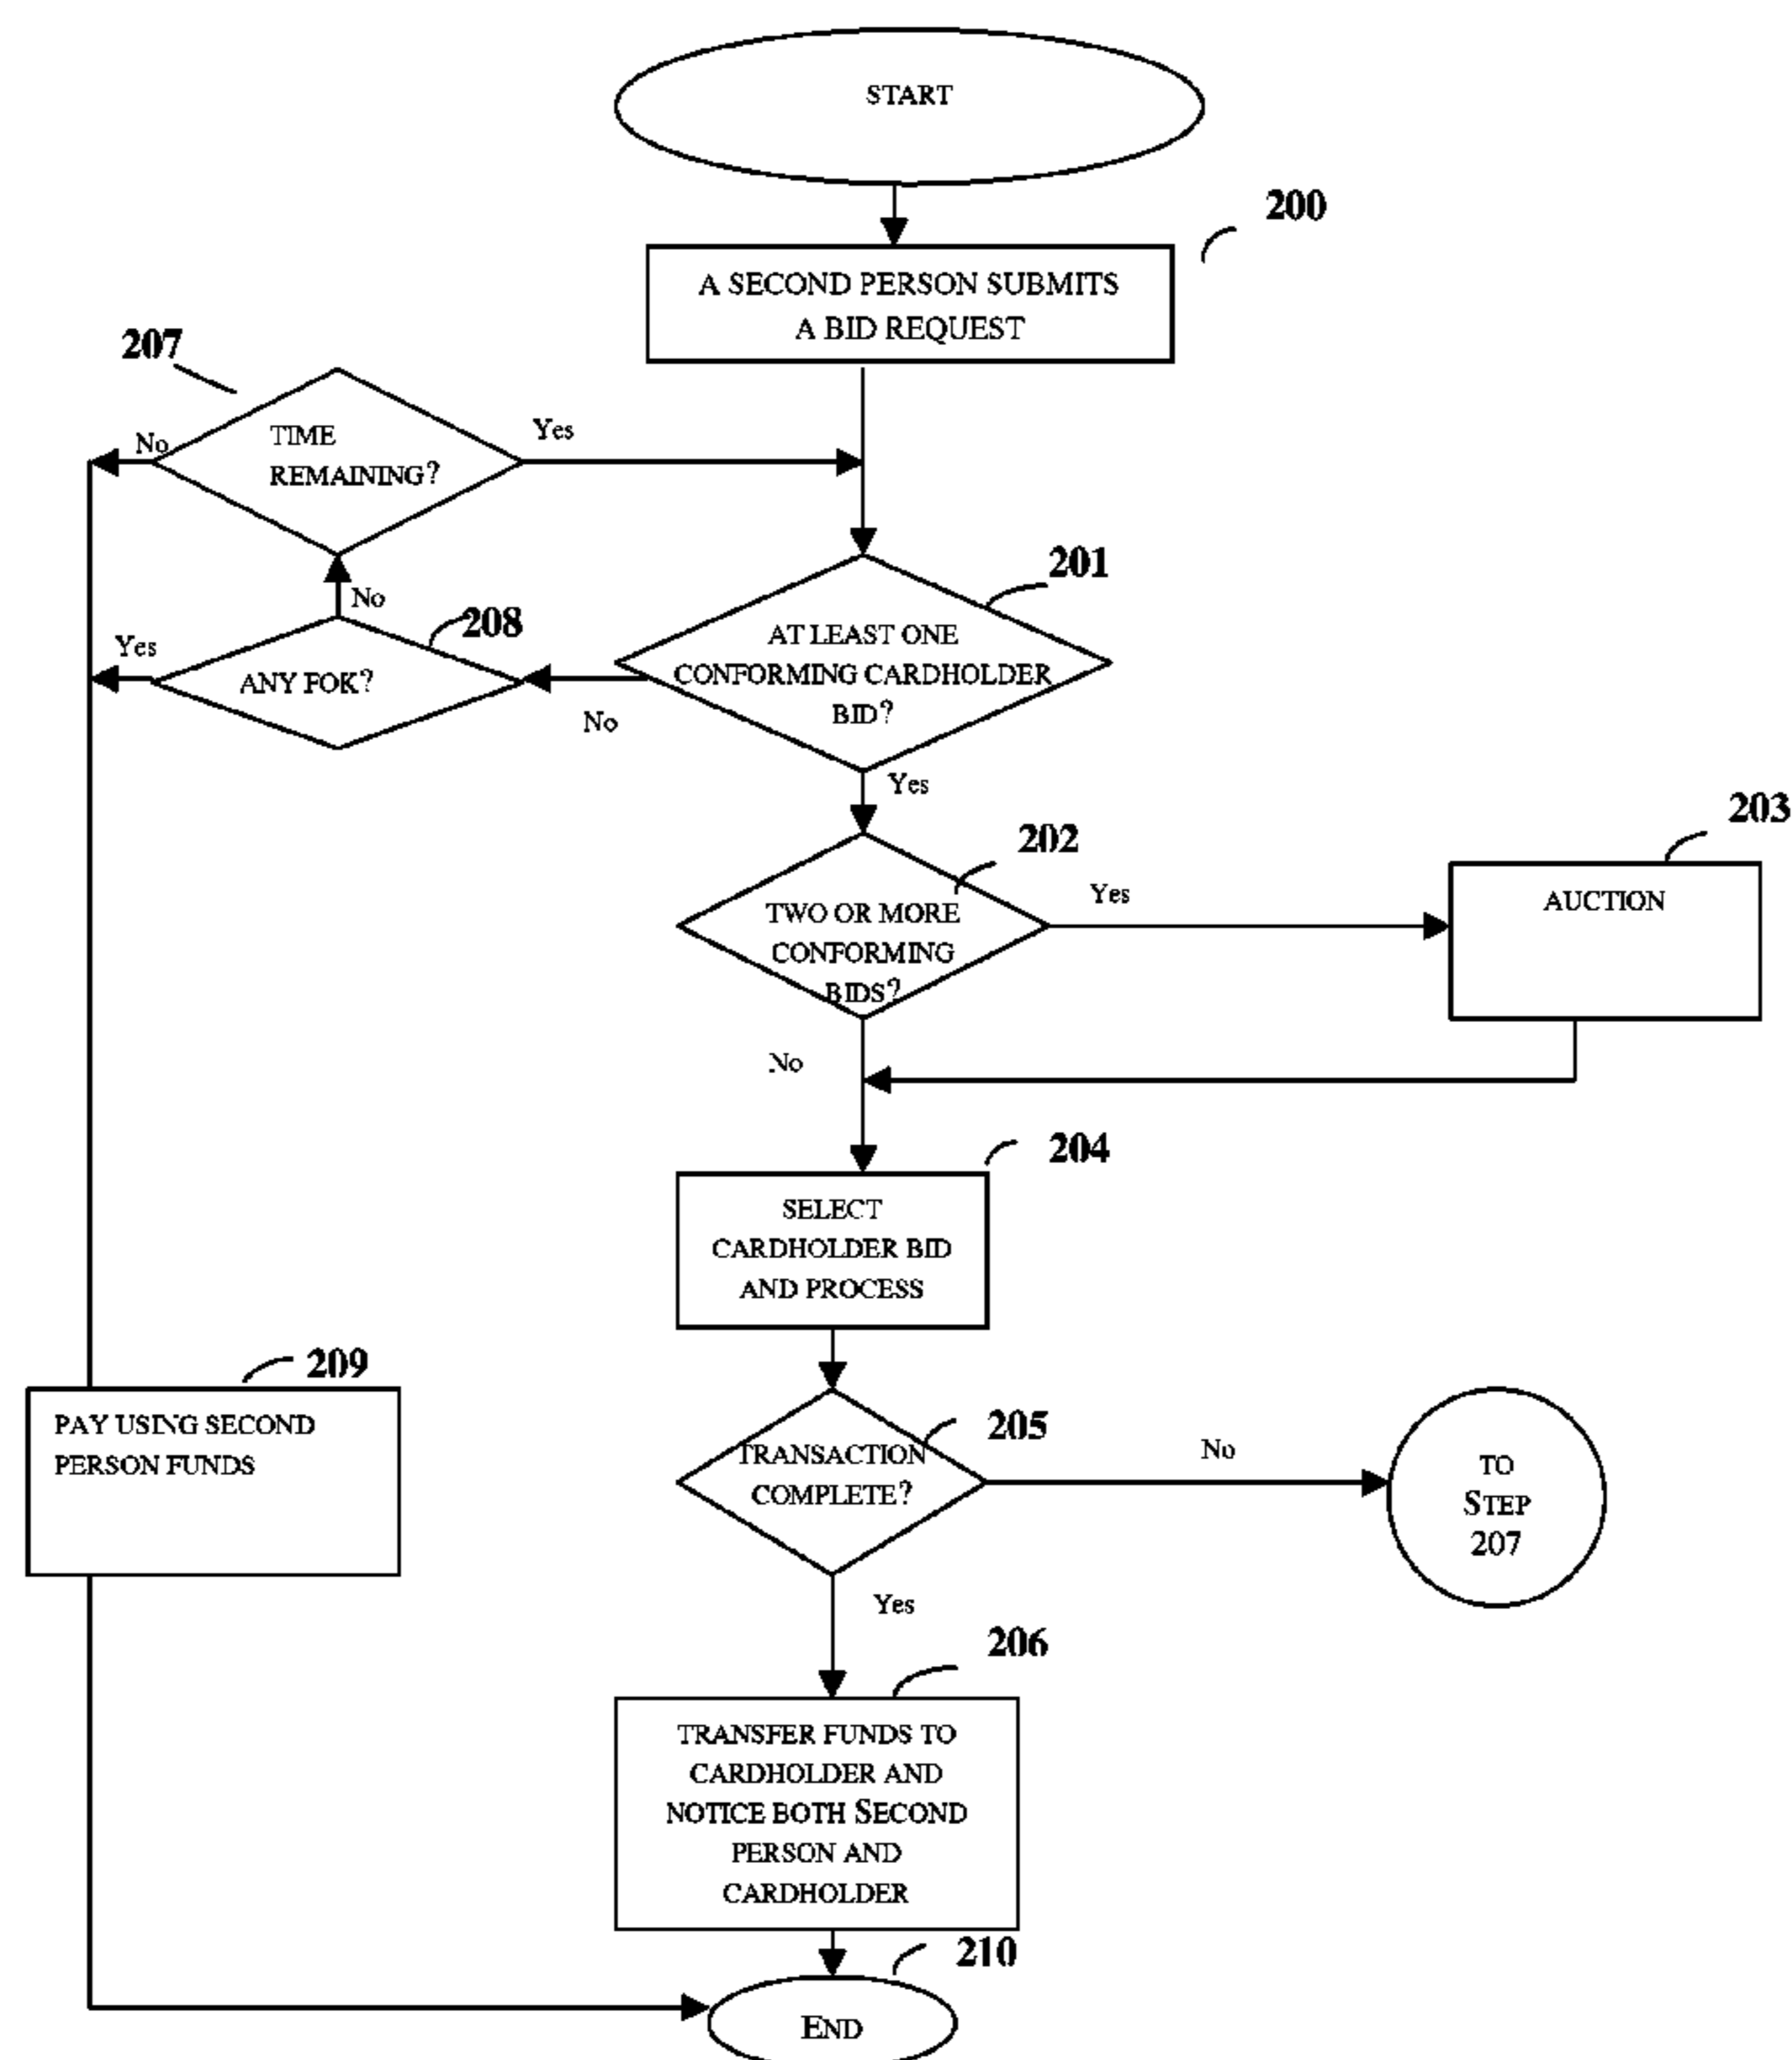 START
200
A SECOND PERSON SUBMITS
A BID REQUEST
207
TIME
REMAINING?
No
Yes
201
AT LEAST ONE
CONFORMING CARDHOLDER
BID?
No
208
Yes
ANY FOK?
No
Yes
202
TWO OR MORE
CONFORMING
BIDS?
Yes
203
AUCTION
No
204
SELECT
CARDHOLDER BID
AND PROCESS
209
PAY USING SECOND
PERSON FUNDS
205
TRANSACTION
COMPLETE?
No
TO
STEP
207
Yes
206
TRANSFER FUNDS TO
CARDHOLDER AND
NOTICE BOTH SECOND
PERSON AND
CARDHOLDER
210
END